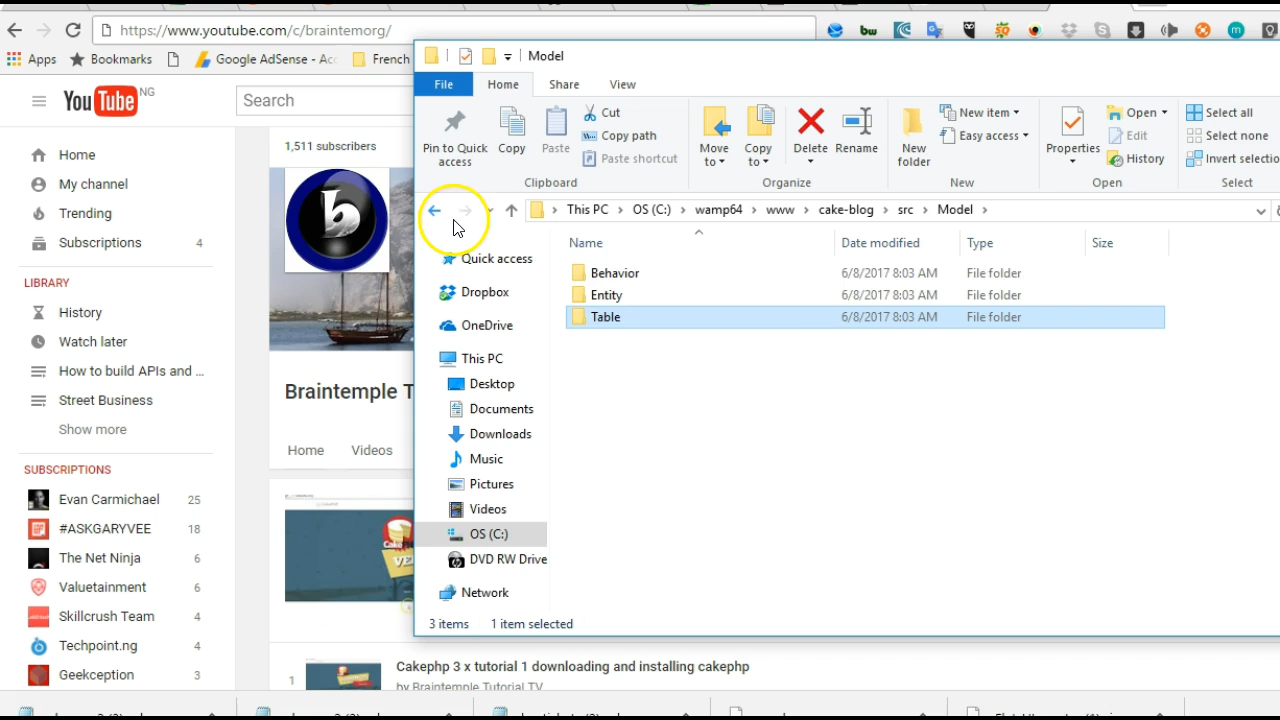 https://www.youtube.com/c/braintemcrg/
Apps
Bookmarks
Google AdSense - Acc
French
YouTube NG
Search
Home
My channel
Trending
Subscriptions 4
LIBRARY
History
Watch later
How to build APIs and ...
Street Business
Show more
SUBSCRIPTIONS
Evan Carmichael 25
#ASKGARYVEE 18
The Net Ninja 6
Valuetainment 6
Skillcrush Team 4
Techpoint.ng 4
Geekception 3
1,511 subscribers
b
Braintemple T
Home Videos
1
Cakephp 3 x tutorial 1 downloading and installing cakephp
by Braintemple Tutorial TV
Model
File Home Share View
Pin to Quick access
Copy
Paste
Cut
Copy path
Paste shortcut
Clipboard
Move to
Copy to
Delete
Rename
Organize
New folder
New item
Easy access
New
Properties
Open
Edit
History
Open
Select all
Select none
Invert selectio
Select
This PC > OS (C:) > wamp64 > www > cake-blog > src > Model >
Name Date modified Type Size
Behavior 6/8/2017 8:03 AM File folder
Entity 6/8/2017 8:03 AM File folder
Table 6/8/2017 8:03 AM File folder
Quick access
Dropbox
OneDrive
This PC
Desktop
Documents
Downloads
Music
Pictures
Videos
OS (C:)
DVD RW Drive
Network
3 items 1 item selected